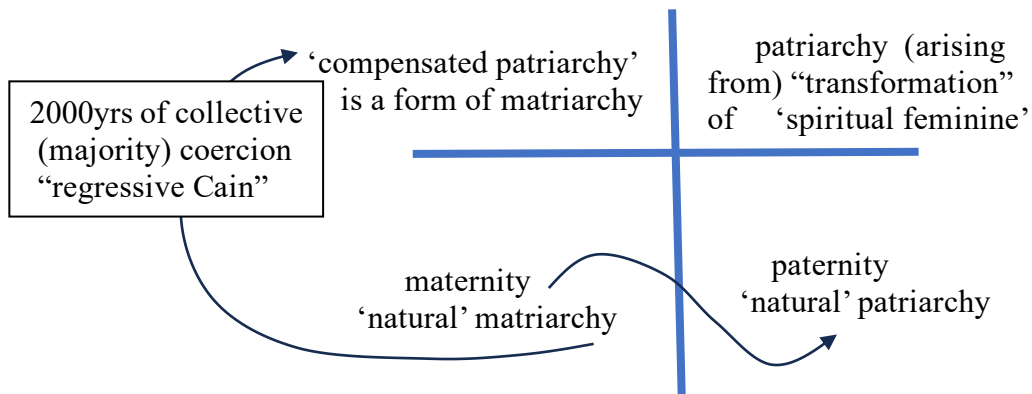 ‘compensated patriarchy’
is a form of matriarchy
patriarchy (arising
from) “transformation”
of ‘spiritual feminine’
2000yrs of collective
(majority) coercion
“regressive Cain”
maternity
‘natural’ matriarchy
paternity
‘natural’ patriarchy